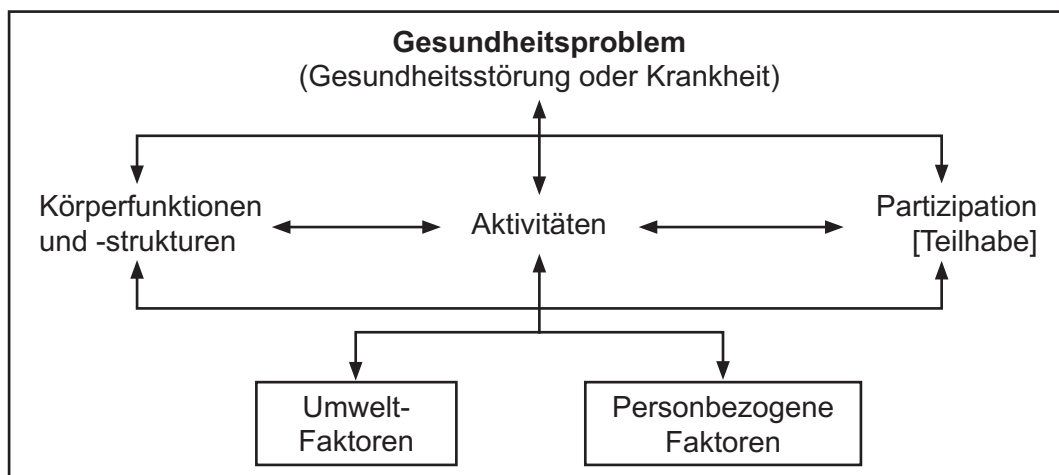 Gesundheitsproblem
(Gesundheitsstörung oder Krankheit)
Körperfunktionen
und -strukturen
Aktivitäten
Partizipation
[Teilhabe]
Umwelt-
Faktoren
Personbezogene
Faktoren